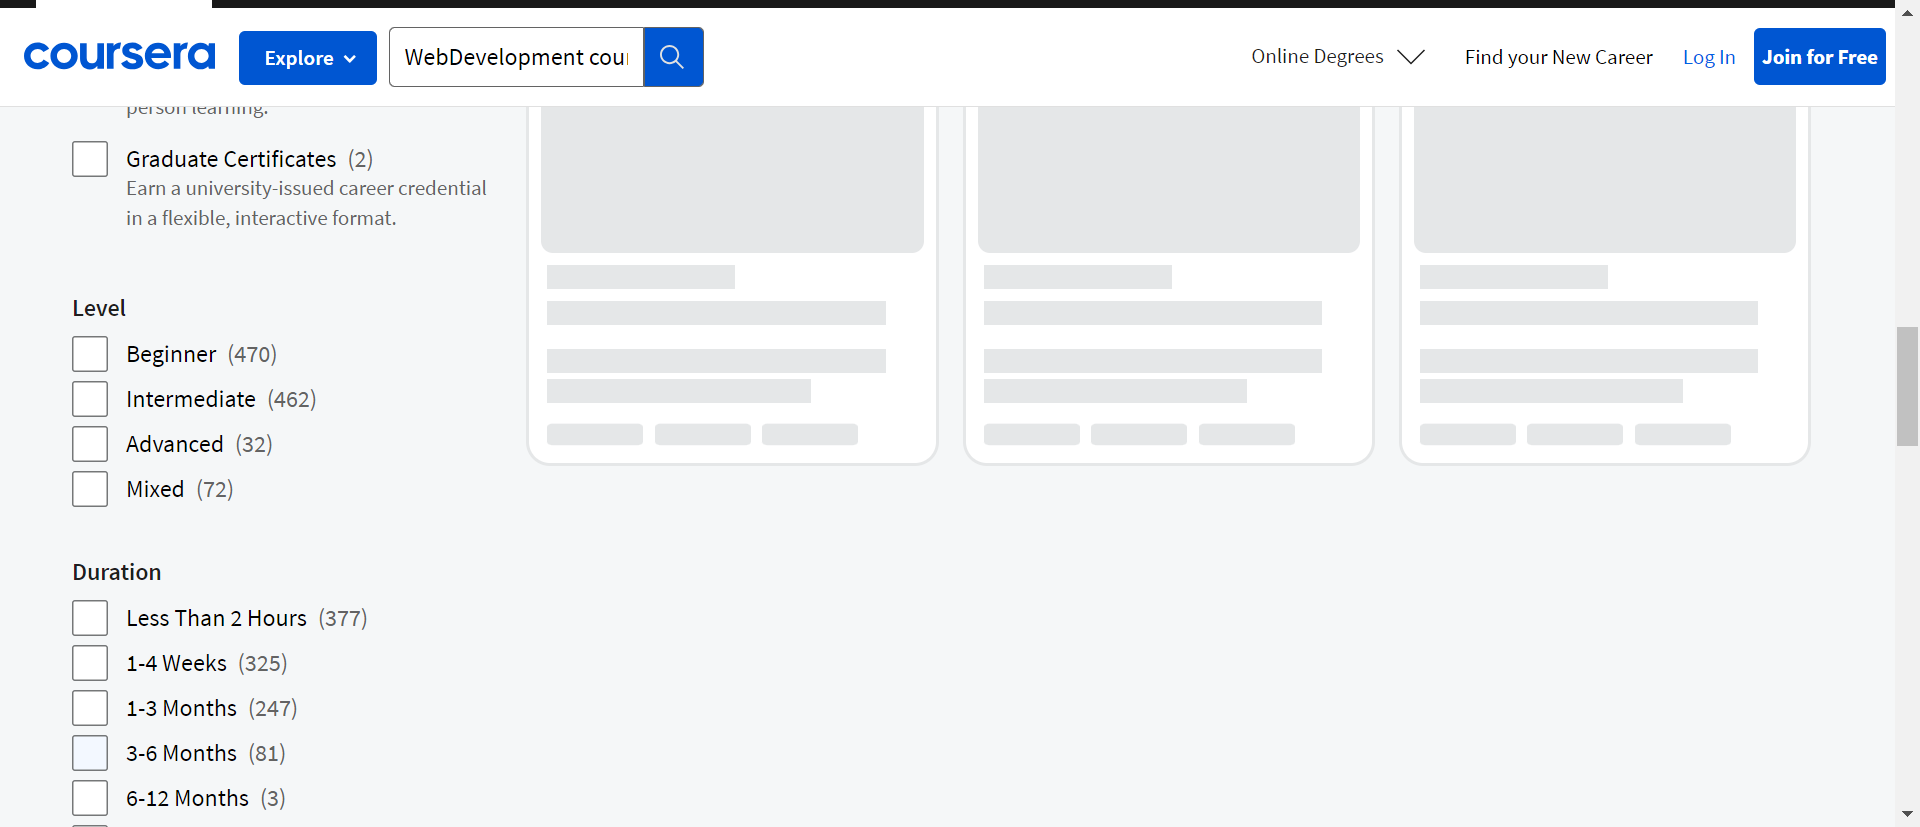 coursera
Explore
WebDevelopment cou
Online Degrees
Find your New Career
Log In
Join for Free
person learning.
Graduate Certificates (2)
Earn a university-issued career credential
in a flexible, interactive format.
Level
Beginner (470)
Intermediate (462)
Advanced (32)
Mixed (72)
Duration
Less Than 2 Hours (377)
1-4 Weeks (325)
1-3 Months (247)
3-6 Months (81)
6-12 Months (3)